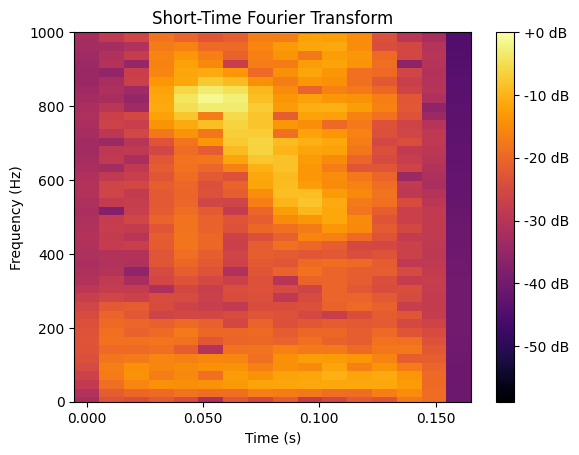 Short-Time Fourier Transform
Frequency (Hz)
1000
800
600
400
200
0
0.000
0.050
0.100
0.150
Time (s)
+0 dB
-10 dB
-20 dB
-30 dB
-40 dB
-50 dB